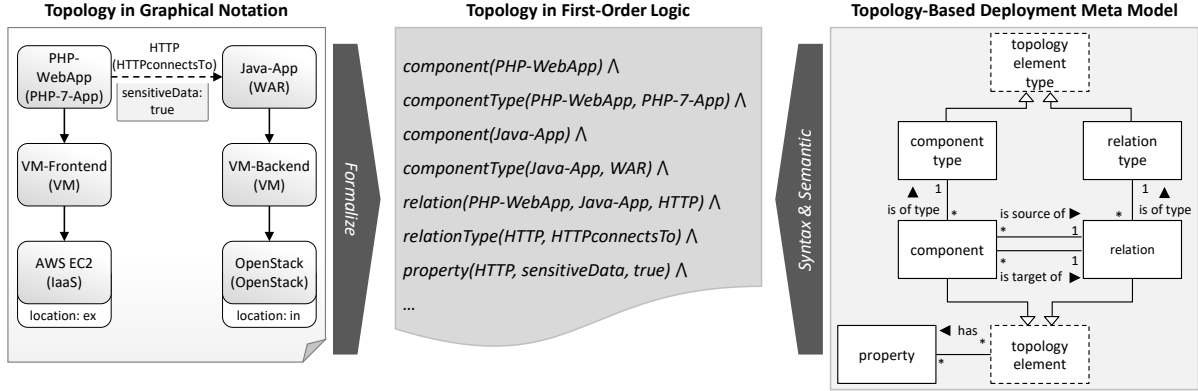 Topology in Graphical Notation
PHP-
WebApp
(PHP-7-App)
HTTP
(HTTPconnectsTo)
sensitiveData:
true
Java-App
(WAR)
VM-Frontend
(VM)
VM-Backend
(VM)
AWS EC2
(IaaS)
location: ex
OpenStack
(OpenStack)
location: in
Formalize
Topology in First-Order Logic
component(PHP-WebApp) Λ
componentType(PHP-WebApp, PHP-7-App) Λ
component(Java-App) Λ
componentType(Java-App, WAR) Λ
relation(PHP-WebApp, Java-App, HTTP) Λ
relationType(HTTP, HTTPconnectsTo) Λ
property(HTTP, sensitiveData, true) Λ
…
Syntax & Semantic
Topology-Based Deployment Meta Model
topology
element
type
component
type
relation
type
1
1
◄ is of type
▲ is of type
*
is source of ►
*
component
*
1
*
1
is target of ►
relation
◄ has
*
*
property
topology
element